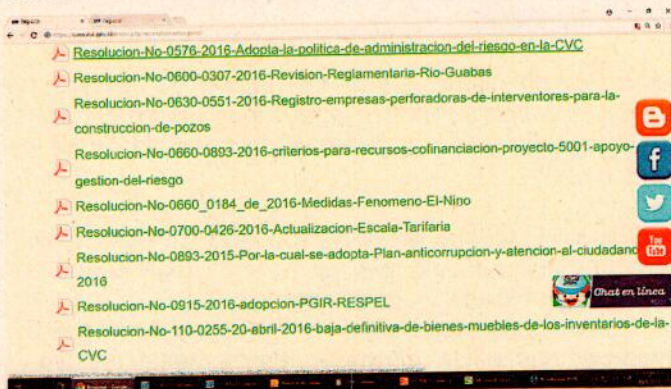 Resolucion-No-0576-2016-Adopta-la-politica-de-administracion-del-riesgo-en-la-CVC
Resolucion-No-0600-0307-2016-Revision-Reglamentaria-Rio-Guabas
Resolucion-No-0630-0551-2016-Registro-empresas-perforadoras-de-interventores-para-la-
construccion-de-pozos
Resolucion-No-0660-0893-2016-criterios-para-recursos-cofinanciacion-proyecto-5001-apoyo-
gestion-del-riesgo
Resolucion-No-0660_0184_de_2016-Medidas-Fenomeno-El-Nino
Resolucion-No-0700-0426-2016-Actualizacion-Escala-Tarifaria
Resolucion-No-0893-2015-Por-la-cual-se-adopta-Plan-anticorrupcion-y-atencion-al-ciudadano
2016
You
Tube
Chat en línea
Resolucion-No-0915-2016-adopcion-PGIR-RESPEL
Resolucion-No-110-0255-20-abril-2016-baja-definitiva-de-bienes-muebles-de-los-inventarios-de-la-
CVC